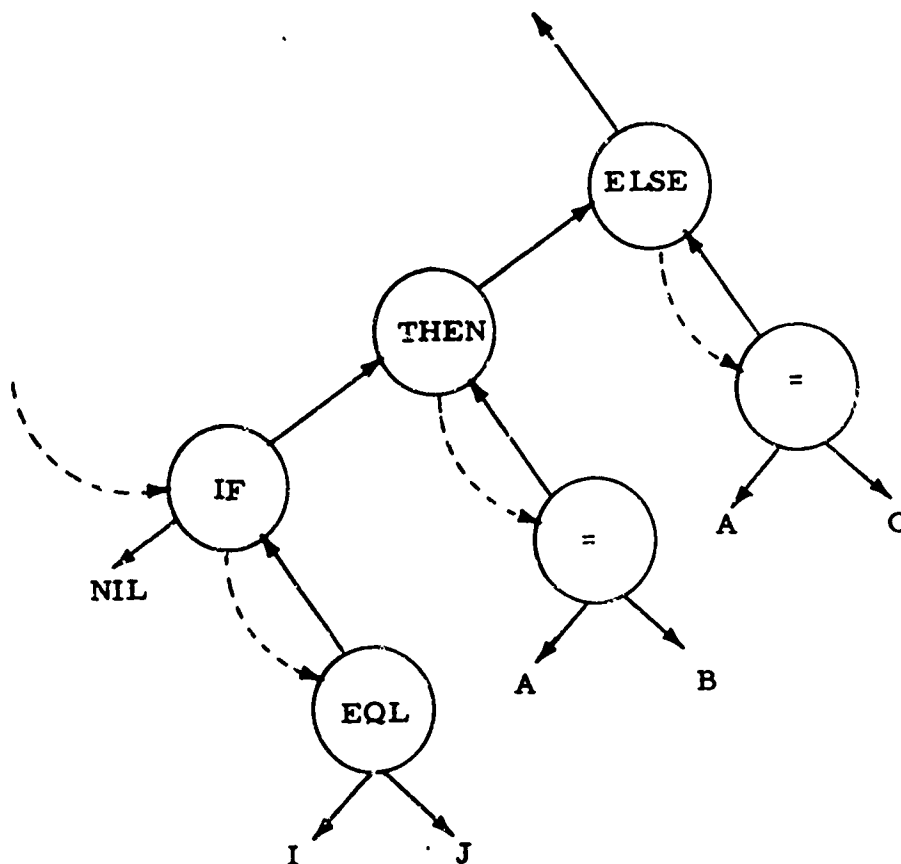 ELSE
THEN
=
IF
A
C
=
NIL
A
B
EQL
I
J